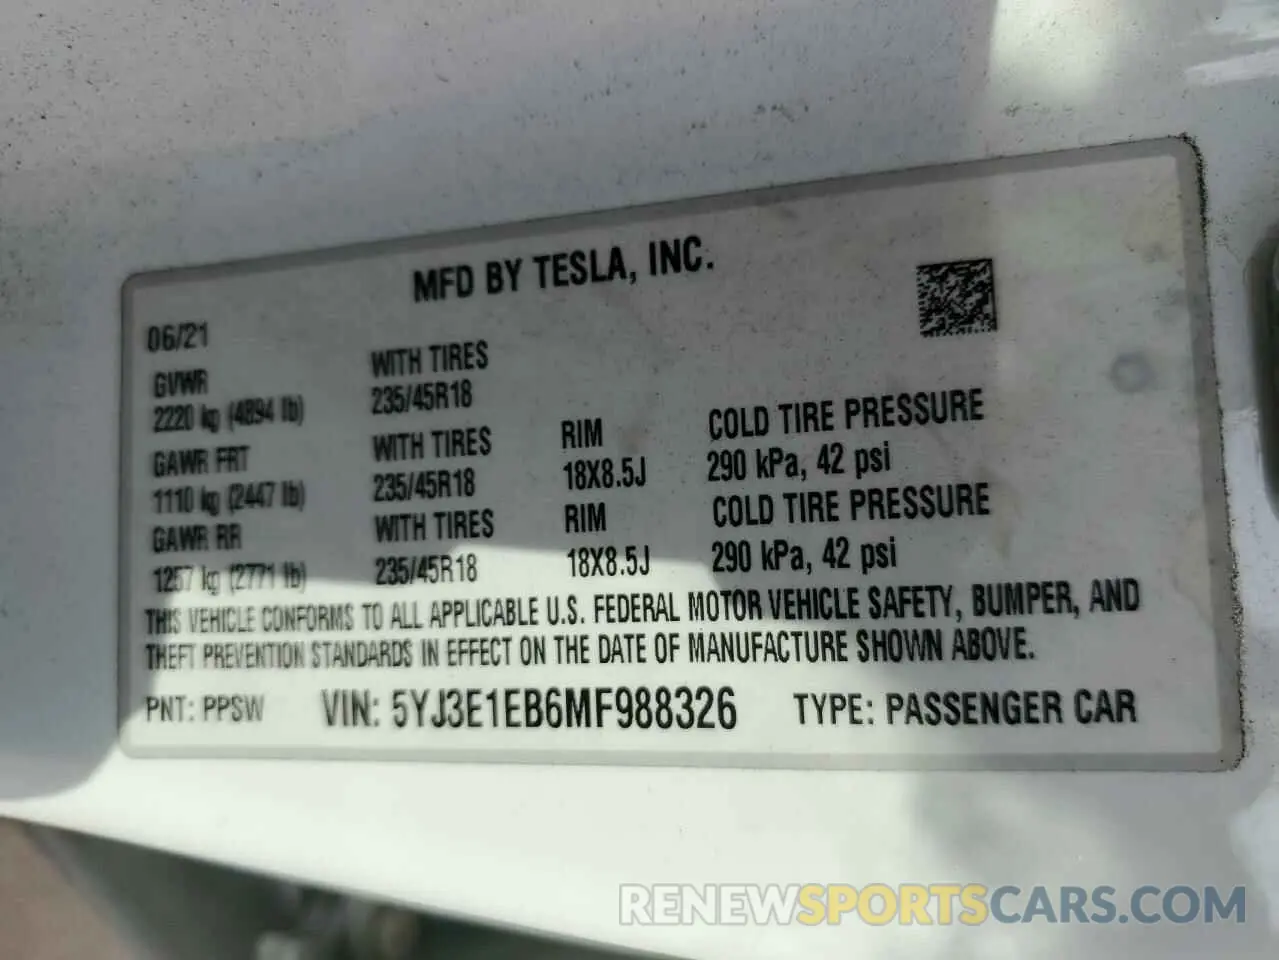 MFD BY TESLA, INC.
06/21
GVWR WITH TIRES
2220 kg (4894 lb) 235/45R18
GAWR FRT WITH TIRES RIM COLD TIRE PRESSURE
1110 kg (2447 lb) 235/45R18 18X8.5J 290 kPa, 42 psi
GAWR RR WITH TIRES RIM COLD TIRE PRESSURE
1257 kg (2771 lb) 235/45R18 18X8.5J 290 kPa, 42 psi
THIS VEHICLE CONFORMS TO ALL APPLICABLE U.S. FEDERAL MOTOR VEHICLE SAFETY, BUMPER, AND
THEFT PREVENTION STANDARDS IN EFFECT ON THE DATE OF MANUFACTURE SHOWN ABOVE.
PNT: PPSW VIN: 5YJ3E1EB6MF988326 TYPE: PASSENGER CAR
RENEWSPORTSCARS.COM